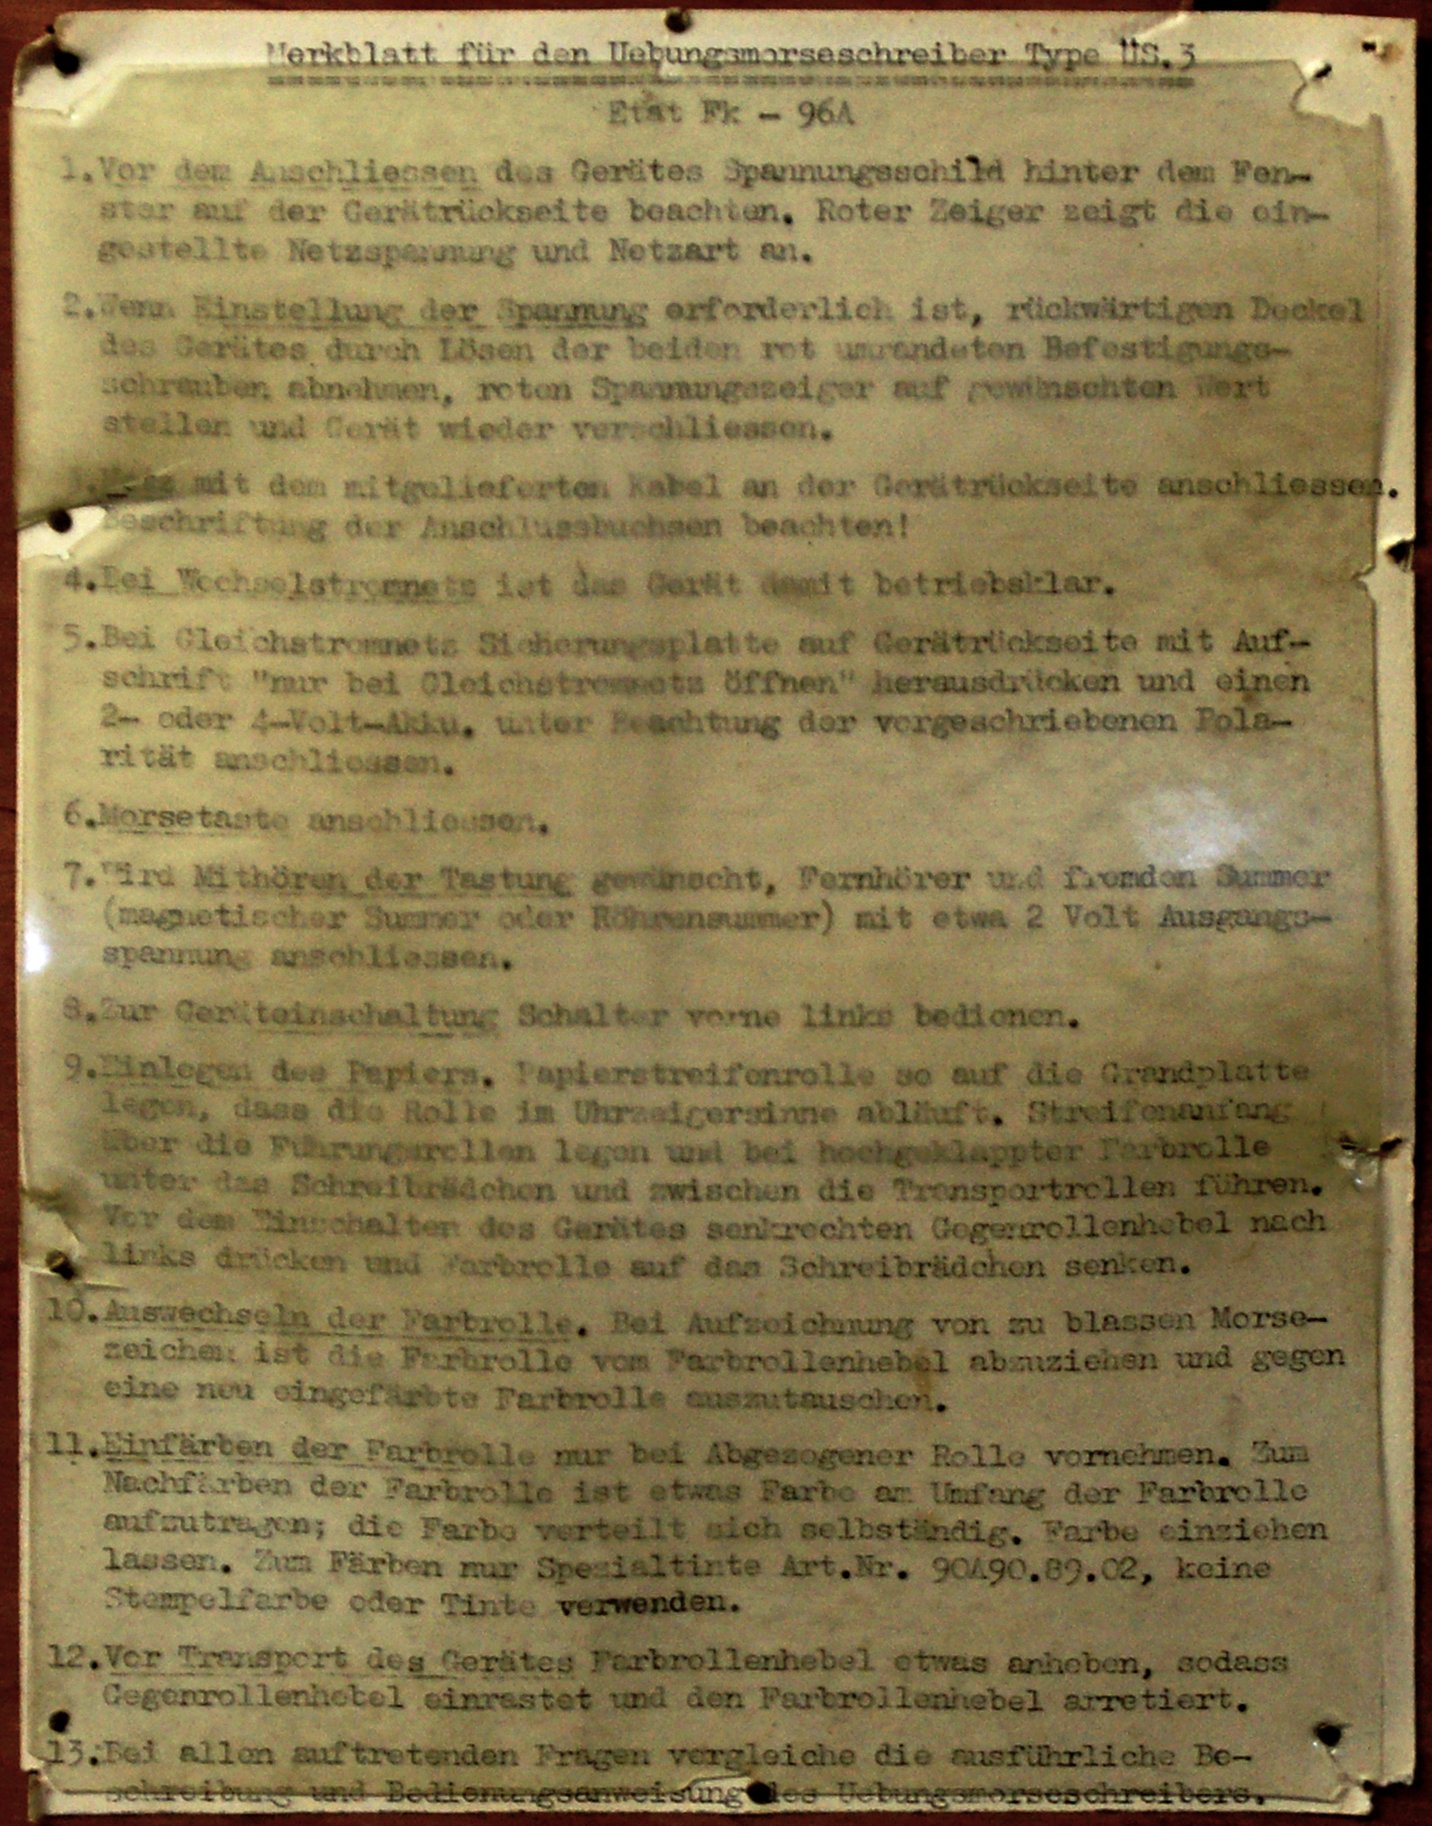 Merkblatt für den Uebungsmorseschreiber Type ÜS.3
Etat Fk - 96A
1.Vor dem Anschliessen des Gerätes Spannungsschild hinter dem Fen-
ster auf der Gerätrückseite beachten. Roter Zeiger zeigt die ein-
gestellte Netzspannung und Netzart an.
2.Wenn Einstellung der Spannung erforderlich ist, rückwärtigen Deckel
des Gerätes durch Lösen der beiden rot umrandeten Befestigungs-
schrauben abnehmen, roten Spannungszeiger auf gewünschten Wert
stellen und Gerät wieder verschliessen.
3. mit dem mitgelieferten Kabel an der Gerätrückseite anschliessen.
Beschriftung der Anschlussbuchsen beachten!
4.Bei Wechselstromnetz ist das Gerät damit betriebsklar.
5.Bei Gleichstromnetz Sicherungsplatte auf Gerätrückseite mit Auf-
schrift "nur bei Gleichstromnetz öffnen" herausdrücken und einen
2- oder 4-Volt-Akku. unter Beachtung der vorgeschriebenen Pola-
rität anschliessen.
6.Morsetaste anschliessen.
7.Wird Mithören der Tastung gewünscht, Fernhörer und fremden Summer
(magnetischer Summer oder Röhrensummer) mit etwa 2 Volt Ausgangs-
spannung anschliessen.
8.Zur Geräteinschaltung Schalter vorne links bedienen.
9.Einlegen des Papiers. Papierstreifenrolle so auf die Grandplatte
legen, dass die Rolle im Uhrzeigersinne abläuft. Streifenanfang
über die Führungsrollen legen und bei hochgeklappter Farbrolle
unter das Schreibrädchen und zwischen die Transportrollen führen.
Vor dem Einschalten des Gerätes senkrechten Gegenrollenhebel nach
links drücken und Farbrolle auf das Schreibrädchen senken.
10.Auswechseln der Farbrolle. Bei Aufzeichnung von zu blassen Morse-
zeichen ist die Farbrolle vom Farbrollenhebel abzuziehen und gegen
eine neu eingefärbte Farbrolle auszutauschen.
11.Einfärben der Farbrolle nur bei Abgezogener Rolle vornehmen. Zum
Nachfärben der Farbrolle ist etwas Farbe am Umfang der Farbrolle
aufzutragen; die Farbe verteilt sich selbständig. Farbe einziehen
lassen. Zum Färben nur Spezialtinte Art.Nr. 90A90.89.02, keine
Stempelfarbe oder Tinte verwenden.
12.Vor Transport des Gerätes Farbrollenhebel etwas anheben, sodass
Gegenrollenhebel einrastet und den Farbrollenhebel arretiert.
13.Bei allen auftretenden Fragen vergleiche die ausführliche Be-
schreibung und Bedienungsanweisung des Uebungsmorseschreibers.